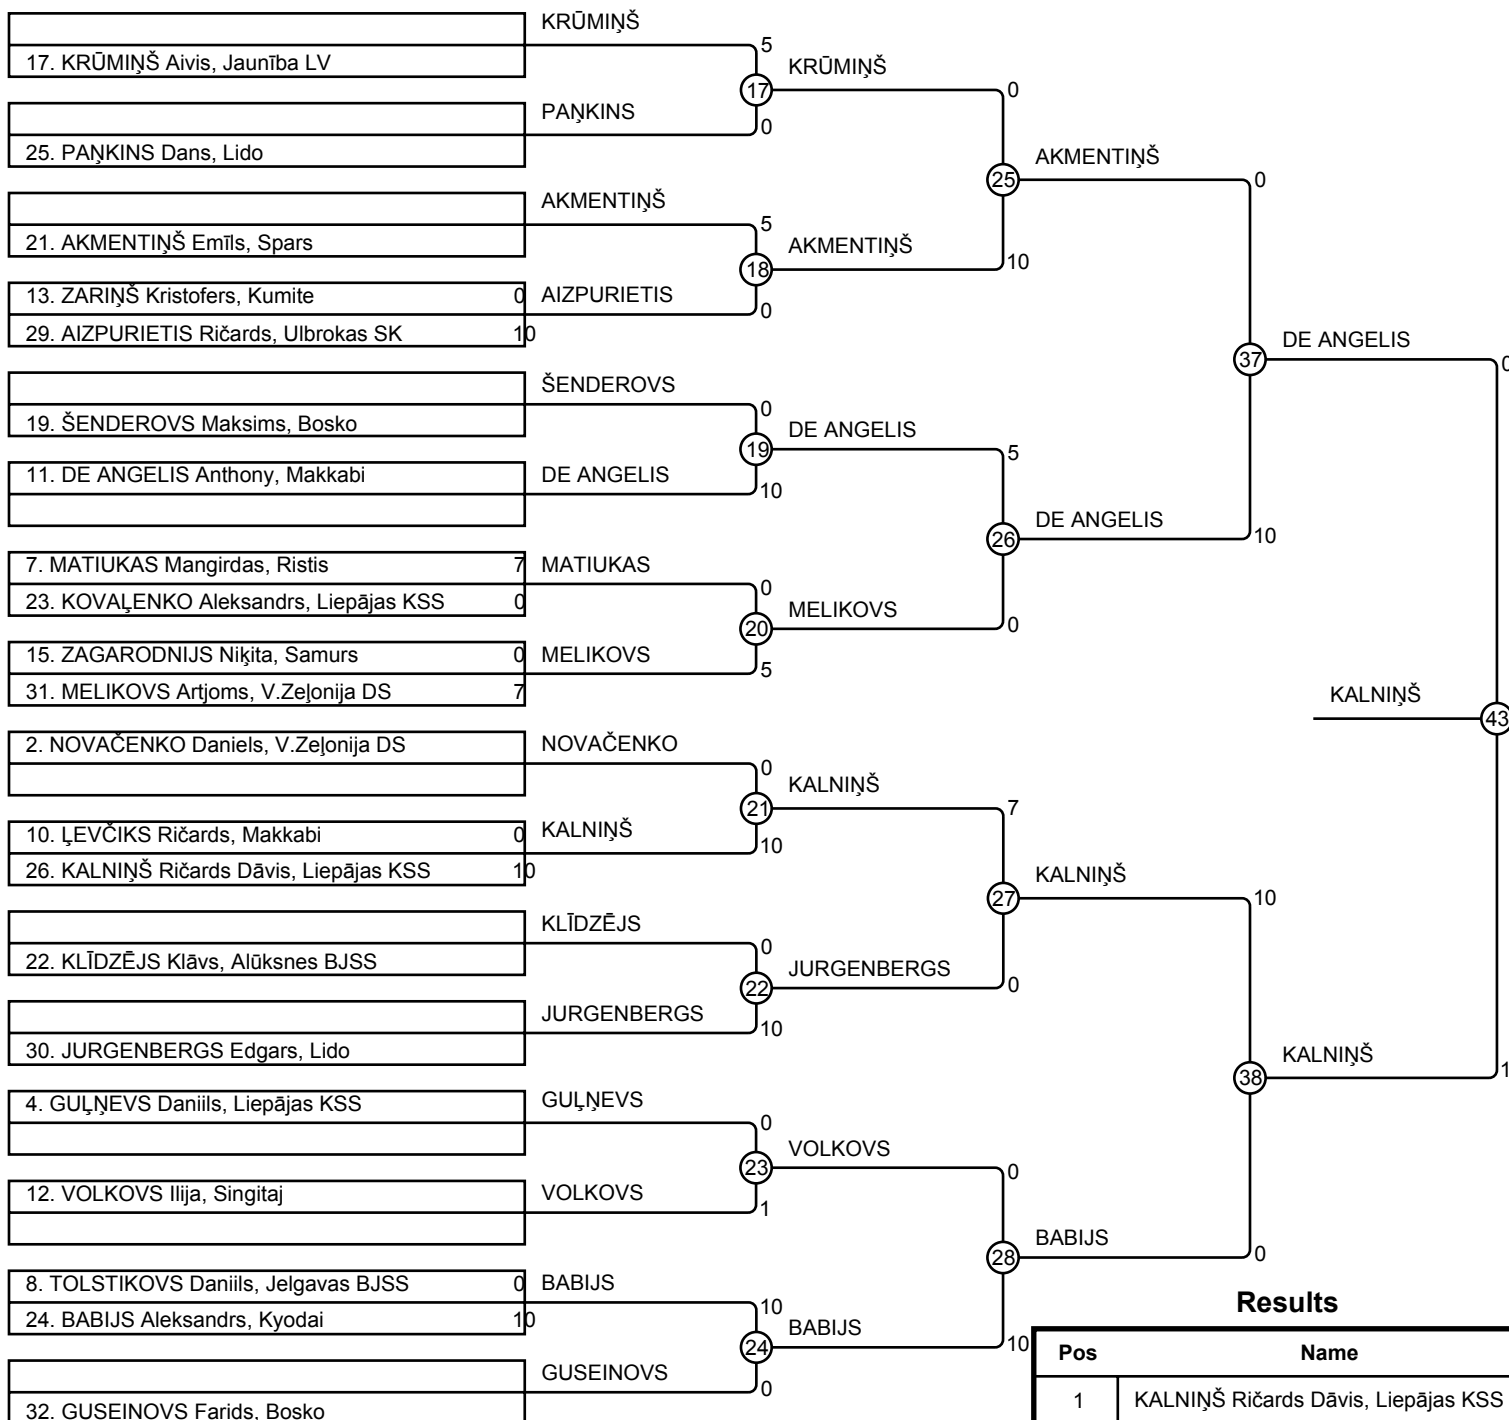 KRŪMIŅŠ
17. KRŪMIŅŠ Aivis, Jaunība LV
5
17
KRŪMIŅŠ
0
PAŅKINS
0
25. PAŅKINS Dans, Lido
25
AKMENTIŅŠ
0
AKMENTIŅŠ
5
21. AKMENTIŅŠ Emīls, Spars
18
AKMENTIŅŠ
10
13. ZARIŅŠ Kristofers, Kumite 0
AIZPURIETIS
0
29. AIZPURIETIS Ričards, Ulbrokas SK 10
37
DE ANGELIS
0
ŠENDEROVS
0
19. ŠENDEROVS Maksims, Bosko
19
DE ANGELIS
5
11. DE ANGELIS Anthony, Makkabi
DE ANGELIS
10
26
DE ANGELIS
10
7. MATIUKAS Mangirdas, Ristis 7
MATIUKAS
0
23. KOVAĻENKO Aleksandrs, Liepājas KSS 0
20
MELIKOVS
0
15. ZAGARODNIJS Ņikita, Samurs 0
MELIKOVS
5
31. MELIKOVS Artjoms, V.Zeļonija DS 7
KALNIŅŠ
43
2. NOVAČENKO Daniels, V.Zeļonija DS
NOVAČENKO
0
21
KALNIŅŠ
7
10. ĻEVČIKS Ričards, Makkabi 0
KALNIŅŠ
10
26. KALNIŅŠ Ričards Dāvis, Liepājas KSS 10
27
KALNIŅŠ
10
KLĪDZĒJS
0
22. KLĪDZĒJS Klāvs, Alūksnes BJSS
22
JURGENBERGS
0
JURGENBERGS
10
30. JURGENBERGS Edgars, Lido
38
KALNIŅŠ
4. GUĻŅEVS Daniils, Liepājas KSS
GUĻŅEVS
0
23
VOLKOVS
0
12. VOLKOVS Ilija, Singitaj
VOLKOVS
1
28
BABIJS
0
8. TOLSTIKOVS Daniils, Jelgavas BJSS 0
BABIJS
10
24. BABIJS Aleksandrs, Kyodai 10
24
BABIJS
10
GUSEINOVS
0
32. GUSEINOVS Farids, Bosko
Results
Pos Name
1 KALNIŅŠ Ričards Dāvis, Liepājas KSS